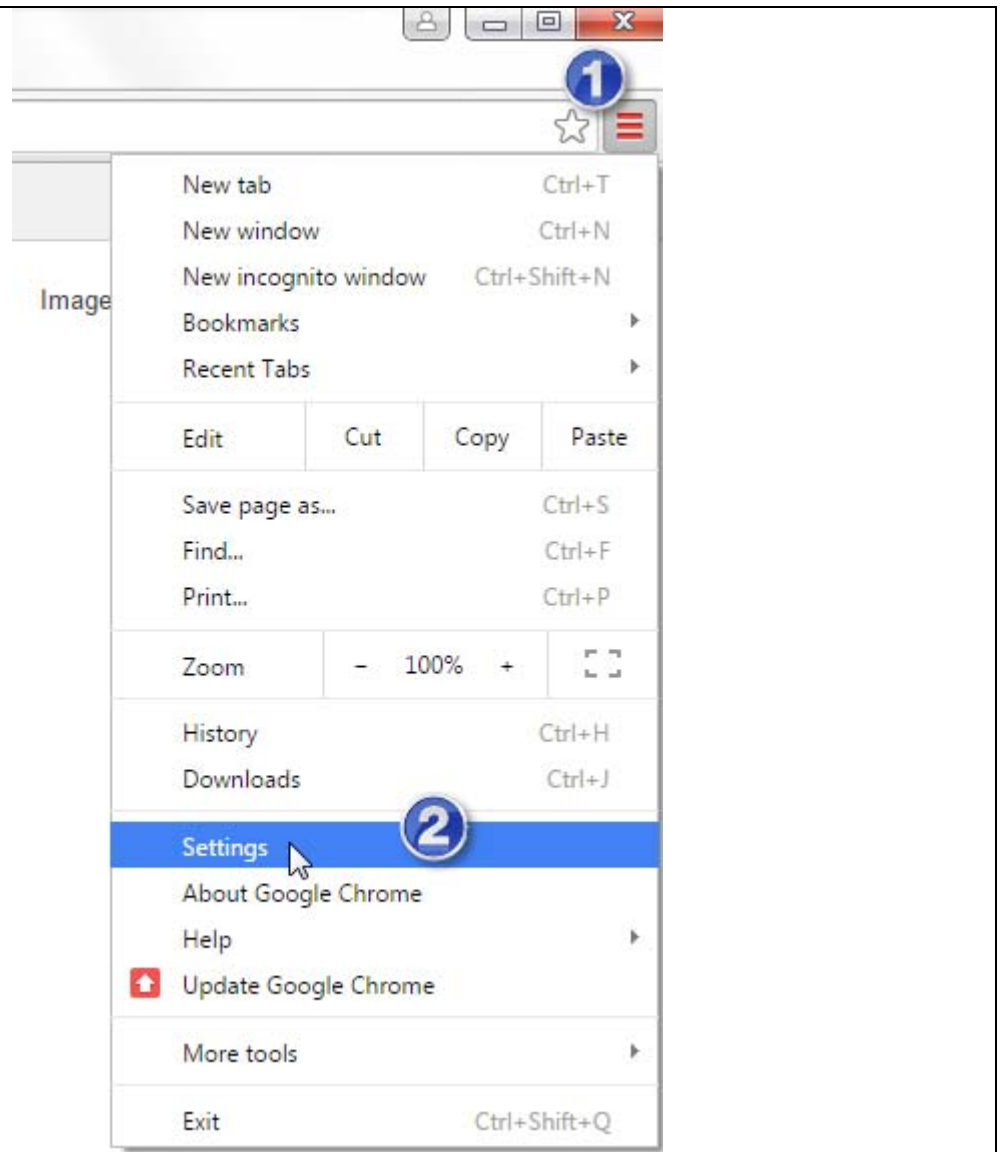 1
Image
New tab Ctrl+T
New window Ctrl+N
New incognito window Ctrl+Shift+N
Bookmarks
Recent Tabs
Edit Cut Copy Paste
Save page as... Ctrl+S
Find... Ctrl+F
Print... Ctrl+P
Zoom - 100% +
History Ctrl+H
Downloads Ctrl+J
2
Settings
About Google Chrome
Help
Update Google Chrome
More tools
Exit Ctrl+Shift+Q